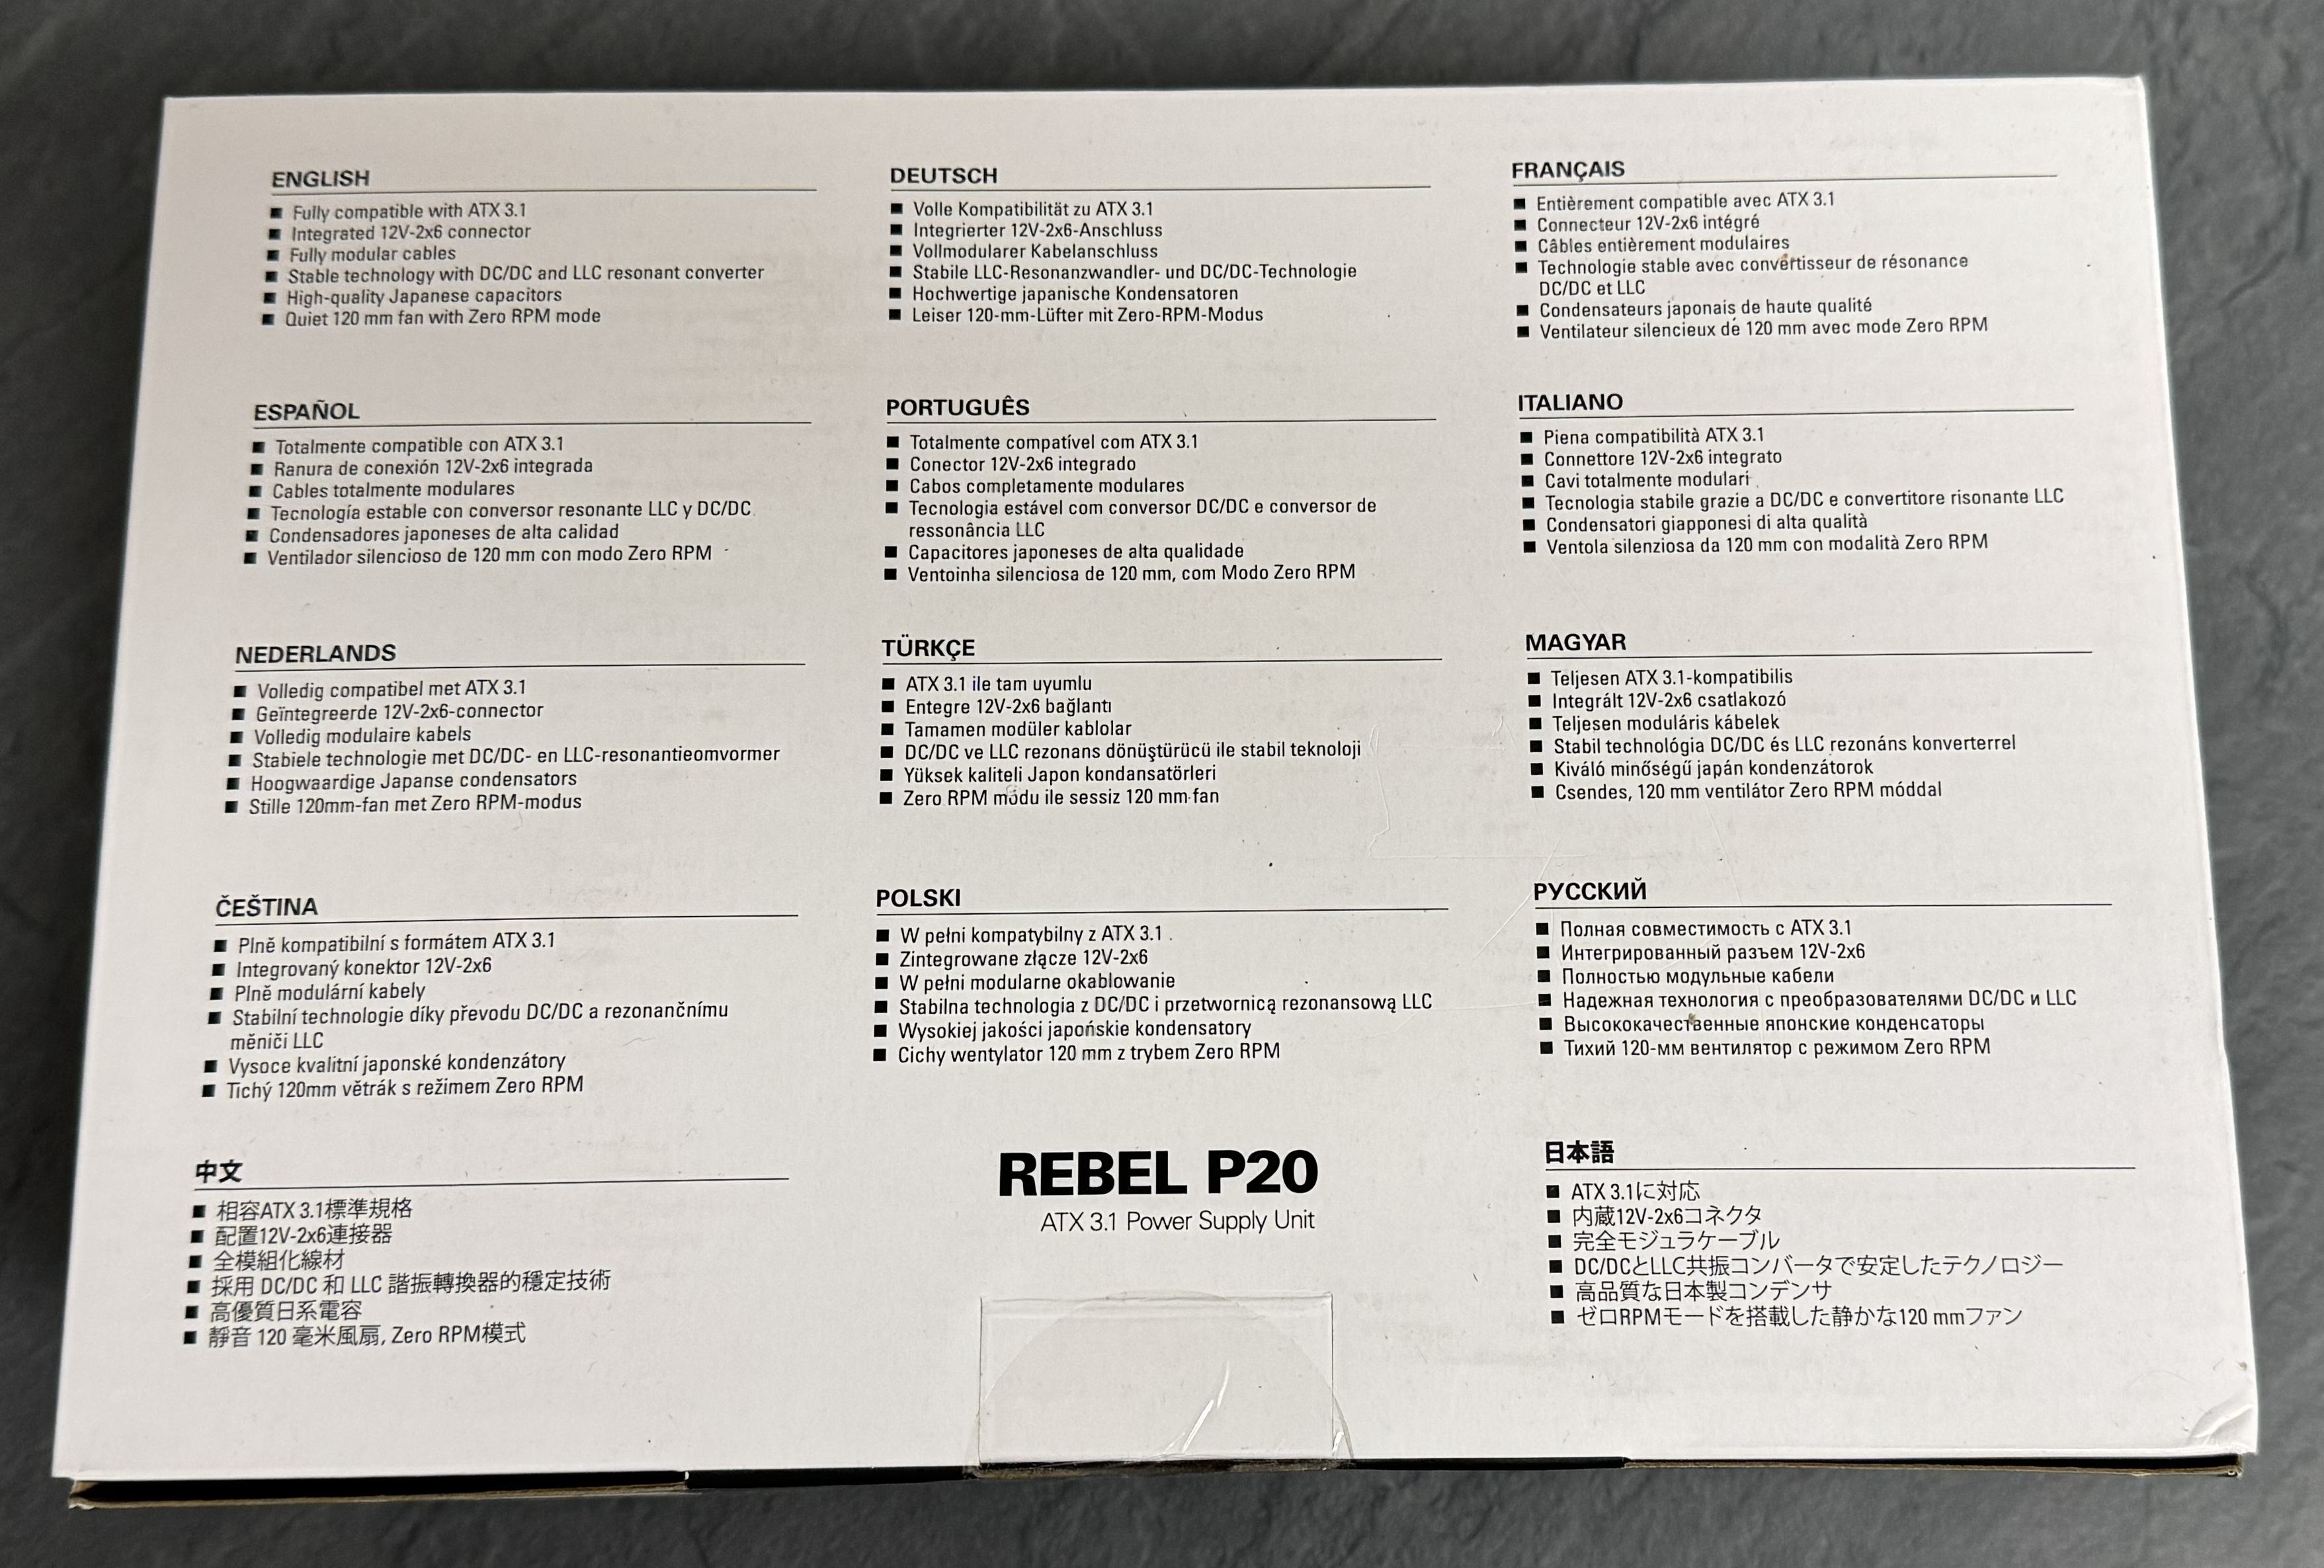 ENGLISH
■ Fully compatible with ATX 3.1
■ Integrated 12V-2x6 connector
■ Fully modular cables
■ Stable technology with DC/DC and LLC resonant converter
■ High-quality Japanese capacitors
■ Quiet 120 mm fan with Zero RPM mode
DEUTSCH
■ Volle Kompatibilität zu ATX 3.1
■ Integrierter 12V-2x6-Anschluss
■ Vollmodularer Kabelanschluss
■ Stabile LLC-Resonanzwandler- und DC/DC-Technologie
■ Hochwertige japanische Kondensatoren
■ Leiser 120-mm-Lüfter mit Zero-RPM-Modus
FRANÇAIS
■ Entièrement compatible avec ATX 3.1
■ Connecteur 12V-2x6 intégré
■ Câbles entièrement modulaires
■ Technologie stable avec convertisseur de résonance
DC/DC et LLC
■ Condensateurs japonais de haute qualité
■ Ventilateur silencieux de 120 mm avec mode Zero RPM
ESPAÑOL
■ Totalmente compatible con ATX 3.1
■ Ranura de conexión 12V-2x6 integrada
■ Cables totalmente modulares
■ Tecnología estable con conversor resonante LLC y DC/DC
■ Condensadores japoneses de alta calidad
■ Ventilador silencioso de 120 mm con modo Zero RPM
PORTUGUÊS
■ Totalmente compatível com ATX 3.1
■ Conector 12V-2x6 integrado
■ Cabos completamente modulares
■ Tecnologia estável com conversor DC/DC e conversor de
ressonância LLC
■ Capacitores japoneses de alta qualidade
■ Ventoinha silenciosa de 120 mm, com Modo Zero RPM
ITALIANO
■ Piena compatibilità ATX 3.1
■ Connettore 12V-2x6 integrato
■ Cavi totalmente modulari
■ Tecnologia stabile grazie a DC/DC e convertitore risonante LLC
■ Condensatori giapponesi di alta qualità
■ Ventola silenziosa da 120 mm con modalità Zero RPM
NEDERLANDS
■ Volledig compatibel met ATX 3.1
■ Geïntegreerde 12V-2x6-connector
■ Volledig modulaire kabels
■ Stabiele technologie met DC/DC- en LLC-resonantieomvormer
■ Hoogwaardige Japanse condensators
■ Stille 120mm-fan met Zero RPM-modus
TÜRKÇE
■ ATX 3.1 ile tam uyumlu
■ Entegre 12V-2x6 bağlantı
■ Tamamen modüler kablolar
■ DC/DC ve LLC rezonans dönüştürücü ile stabil teknoloji
■ Yüksek kaliteli Japon kondansatörleri
■ Zero RPM modu ile sessiz 120 mm fan
MAGYAR
■ Teljesen ATX 3.1-kompatibilis
■ Integrált 12V-2x6 csatlakozó
■ Teljesen moduláris kábelek
■ Stabil technológia DC/DC és LLC rezonáns konverterrel
■ Kiváló minőségű japán kondenzátorok
■ Csendes, 120 mm ventilátor Zero RPM móddal
ČEŠTINA
■ Plně kompatibilní s formátem ATX 3.1
■ Integrovaný konektor 12V-2x6
■ Plně modulární kabely
■ Stabilní technologie díky převodu DC/DC a rezonančnímu
měniči LLC
■ Vysoce kvalitní japonské kondenzátory
■ Tichý 120mm větrák s režimem Zero RPM
POLSKI
■ W pełni kompatybilny z ATX 3.1
■ Zintegrowane złącze 12V-2x6
■ W pełni modularne okablowanie
■ Stabilna technologia z DC/DC i przetwornicą rezonansową LLC
■ Wysokiej jakości japońskie kondensatory
■ Cichy wentylator 120 mm z trybem Zero RPM
РУССКИЙ
■ Полная совместимость с ATX 3.1
■ Интегрированный разъем 12V-2x6
■ Полностью модульные кабели
■ Надежная технология с преобразователями DC/DC и LLC
■ Высококачественные японские конденсаторы
■ Тихий 120-мм вентилятор с режимом Zero RPM
中文
■ 相容ATX 3.1標準規格
■ 配置12V-2x6連接器
■ 全模組化線材
■ 採用 DC/DC 和 LLC 諧振轉換器的穩定技術
■ 高優質日系電容
■ 靜音 120 毫米風扇, Zero RPM模式
REBEL P20
ATX 3.1 Power Supply Unit
日本語
■ ATX 3.1に対応
■ 内蔵12V-2x6コネクタ
■ 完全モジュラケーブル
■ DC/DCとLLC共振コンバータで安定したテクノロジー
■ 高品質な日本製コンデンサ
■ ゼロRPMモードを搭載した静かな120 mmファン